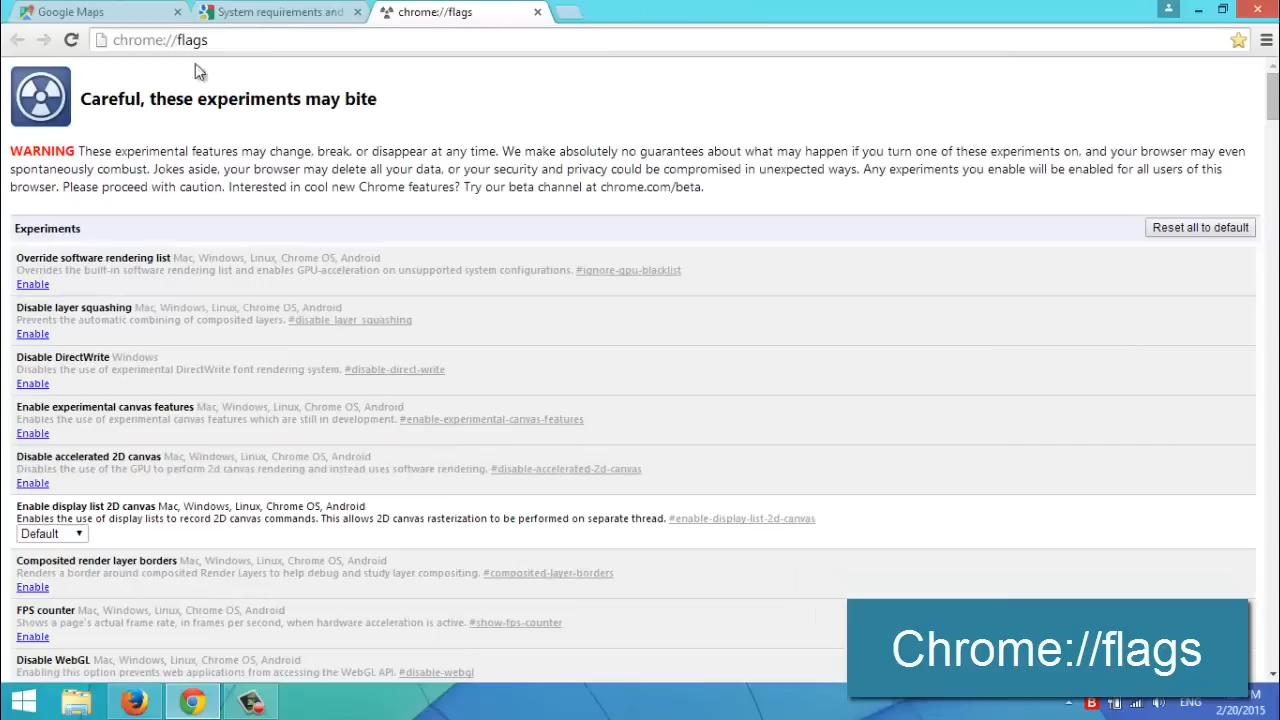 Google Maps
System requirements and
chrome://flags
chrome://flags
Careful, these experiments may bite
WARNING These experimental features may change, break, or disappear at any time. We make absolutely no guarantees about what may happen if you turn one of these experiments on, and your browser may even
spontaneously combust. Jokes aside, your browser may delete all your data, or your security and privacy could be compromised in unexpected ways. Any experiments you enable will be enabled for all users of this
browser. Please proceed with caution. Interested in cool new Chrome features? Try our beta channel at chrome.com/beta.
Experiments
Reset all to default
Override software rendering list Mac, Windows, Linux, Chrome OS, Android
Overrides the built-in software rendering list and enables GPU-acceleration on unsupported system configurations. #ignore-gpu-blacklist
Enable
Disable layer squashing Mac, Windows, Linux, Chrome OS, Android
Prevents the automatic combining of composited layers. #disable_layer_squashing
Enable
Disable DirectWrite Windows
Disables the use of experimental DirectWrite font rendering system. #disable-direct-write
Enable
Enable experimental canvas features Mac, Windows, Linux, Chrome OS, Android
Enables the use of experimental canvas features which are still in development. #enable-experimental-canvas-features
Enable
Disable accelerated 2D canvas Mac, Windows, Linux, Chrome OS, Android
Disables the use of the GPU to perform 2d canvas rendering and instead uses software rendering. #disable-accelerated-2d-canvas
Enable
Enable display list 2D canvas Mac, Windows, Linux, Chrome OS, Android
Enables the use of display lists to record 2D canvas commands. This allows 2D canvas rasterization to be performed on separate thread. #enable-display-list-2d-canvas
Default
Composited render layer borders Mac, Windows, Linux, Chrome OS, Android
Renders a border around composited Render Layers to help debug and study layer compositing. #composited-layer-borders
Enable
FPS counter Mac, Windows, Linux, Chrome OS, Android
Shows a page's actual frame rate, in frames per second, when hardware acceleration is active. #show-fps-counter
Enable
Disable WebGL Mac, Windows, Linux, Chrome OS, Android
Enabling this option prevents web applications from accessing the WebGL API. #disable-webgl
Chrome://flags
B
ENG
M
2/20/2015